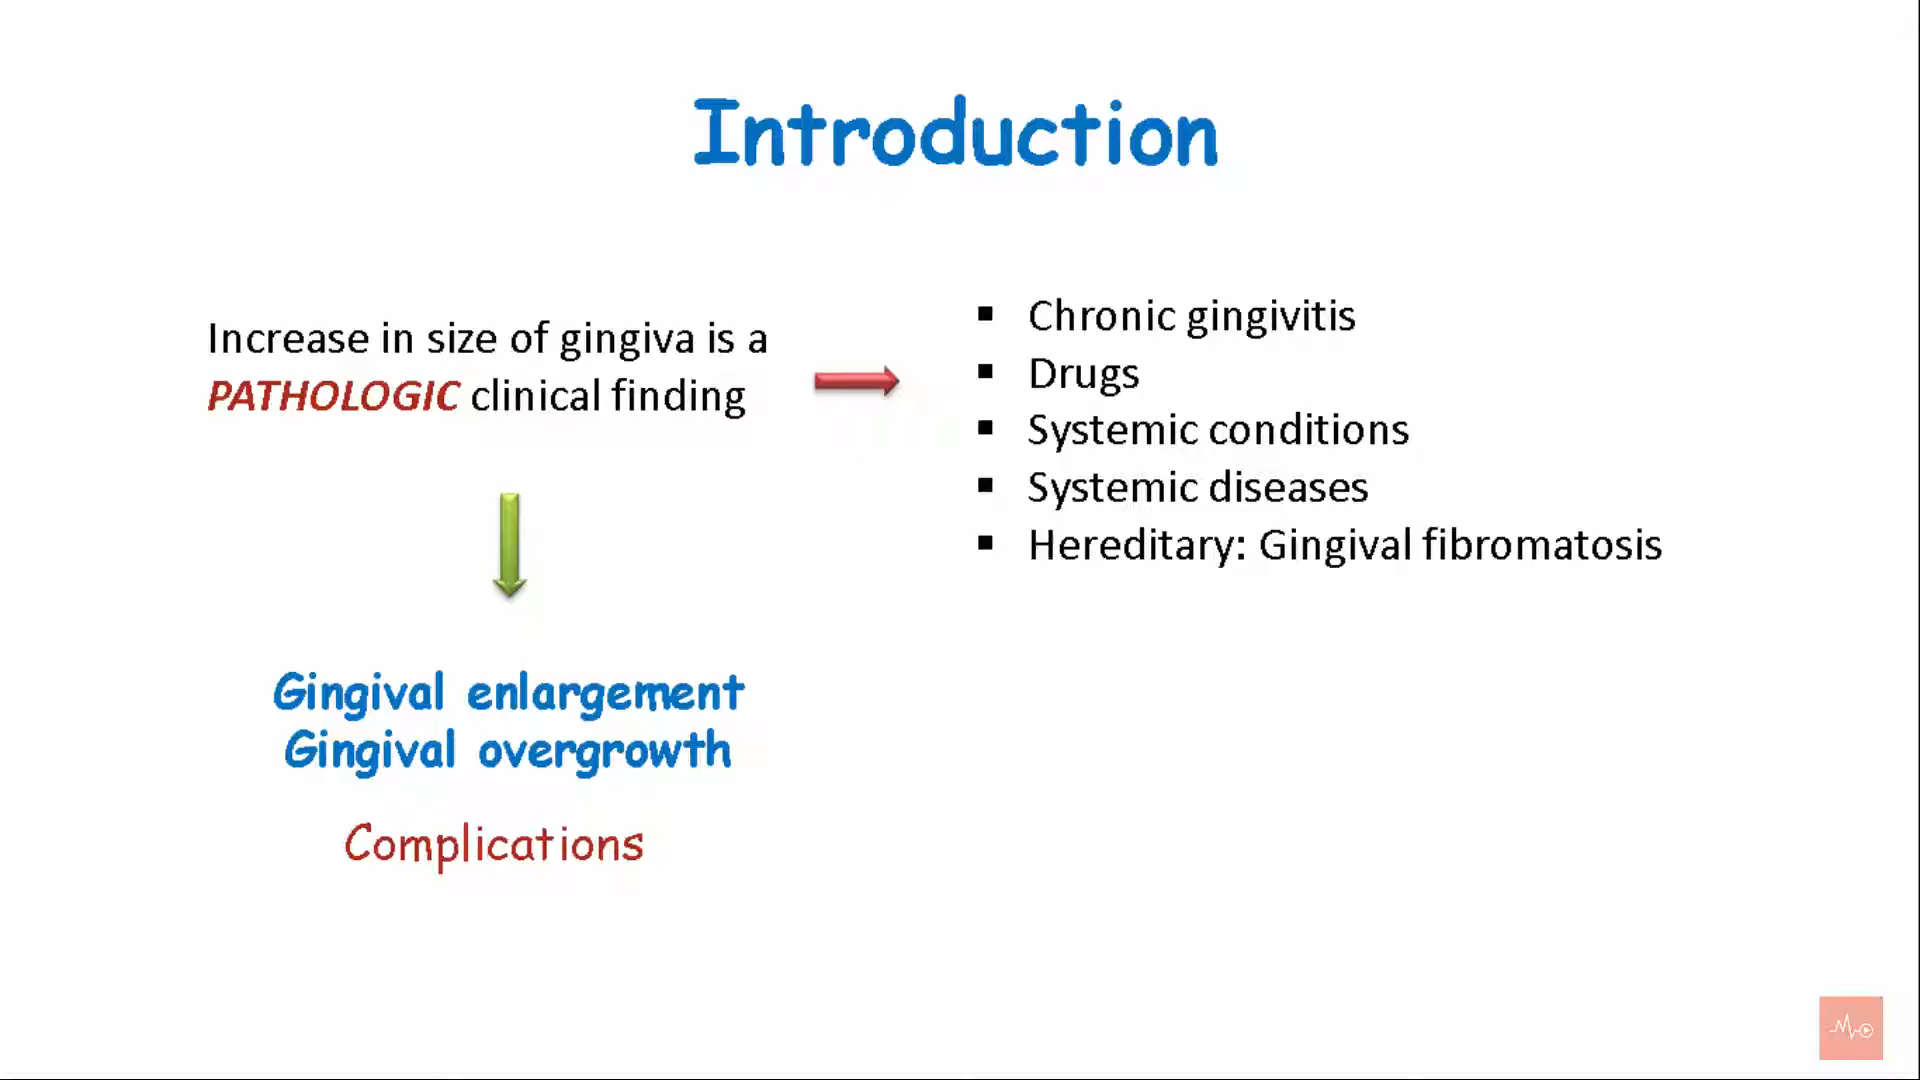 Introduction
Increase in size of gingiva is a
PATHOLOGIC clinical finding
▪ Chronic gingivitis
▪ Drugs
▪ Systemic conditions
▪ Systemic diseases
▪ Hereditary: Gingival fibromatosis
Gingival enlargement
Gingival overgrowth
Complications